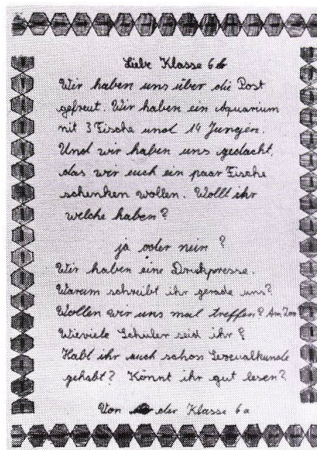 Liebe Klasse 6b
Wir haben uns über die Post
gefreut. Wir haben ein Aquarium
mit 3 Fische und 14 Jungen.
Und wir haben uns gedacht,
das wir euch ein paar Fische
schenken wollen. Wollt ihr
welche haben?
ja oder nein?
Wir haben eine Druckpresse.
Warum schreibt ihr gerade uns?
Wollen wir uns mal treffen? Am Zoo
Wieviele Schüler seid ihr?
Habt ihr auch schon Sexualkunde
gehabt? Könnt ihr gut lesen?
Von der Klasse 6a